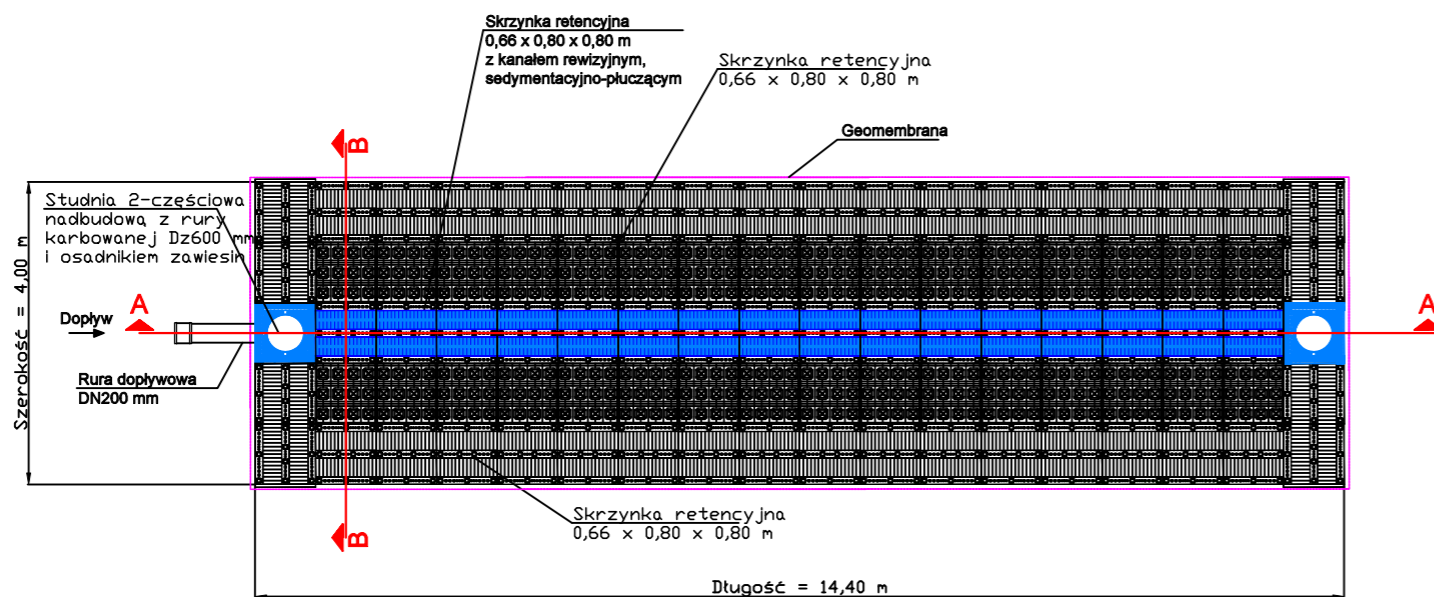 Skrzynka retencyjna
0,66 x 0,80 x 0,80 m
z kanałem rewizyjnym,
sedymentacyjno-płuczącym
Skrzynka retencyjna
0,66 x 0,80 x 0,80 m
Geomembrana
B
Studnia 2-częściowa
nadbudową z rury
karbowanej Dz600 mm
i osadnikiem zawiesin
Szerokość = 4,00 m
A
A
Dopływ
Rura dopływowa
DN200 mm
Skrzynka retencyjna
0,66 x 0,80 x 0,80 m
B
Długość = 14,40 m